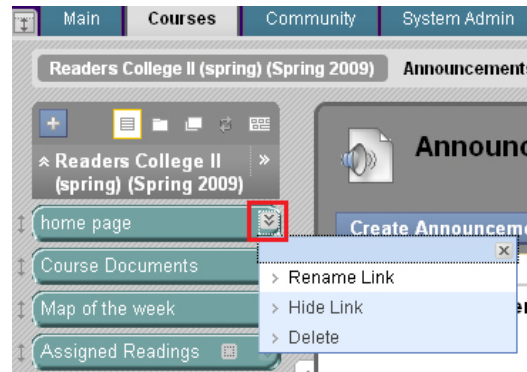 Main Courses Community System Admin
Readers College II (spring) (Spring 2009) Announcements
Readers College II
(spring) (Spring 2009)
Announc
home page
Create Announceme
Course Documents
Rename Link
Map of the week
Hide Link
Delete
Assigned Readings